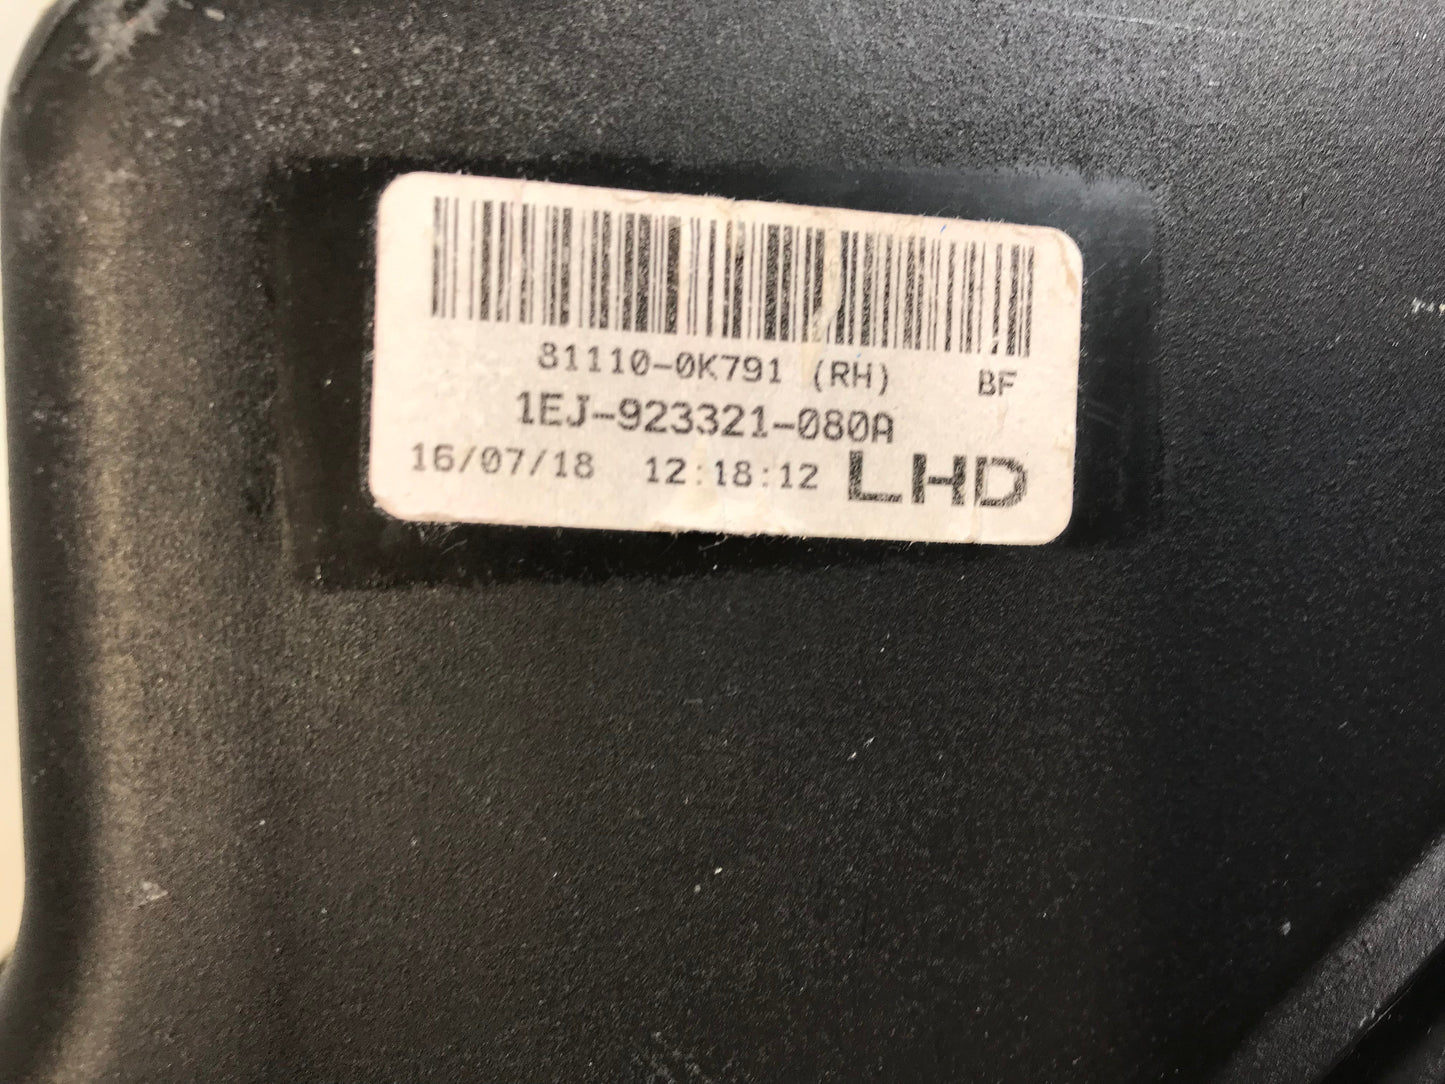 81110-0K791 (RH) BF
1EJ-923321-080A
16/07/18 12:18:12 LHD